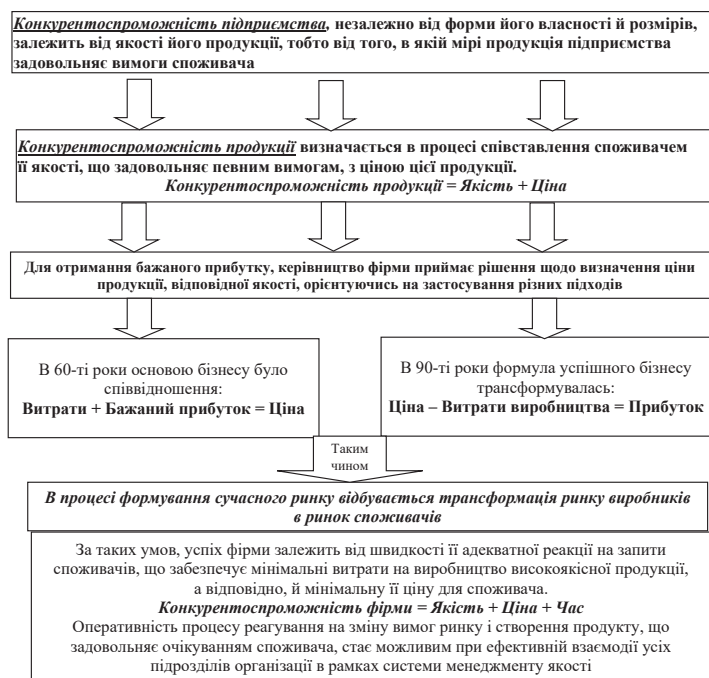 Конкурентоспроможність підприємства, незалежно від форми його власності й розмірів,
залежить від якості його продукції, тобто від того, в якій мірі продукція підприємства
задовольняє вимоги споживача
Конкурентоспроможність продукції визначається в процесі співставлення споживачем
її якості, що задовольняє певним вимогам, з ціною цієї продукції.
Конкурентоспроможність продукції = Якість + Ціна
Для отримання бажаного прибутку, керівництво фірми приймає рішення щодо визначення ціни
продукції, відповідної якості, орієнтуючись на застосування різних підходів
В 60-ті роки основою бізнесу було
співвідношення:
Витрати + Бажаний прибуток = Ціна
В 90-ті роки формула успішного бізнесу
трансформувалась:
Ціна – Витрати виробництва = Прибуток
Таким
чином
В процесі формування сучасного ринку відбувається трансформація ринку виробників
в ринок споживачів
За таких умов, успіх фірми залежить від швидкості її адекватної реакції на запити
споживачів, що забезпечує мінімальні витрати на виробництво високоякісної продукції,
а відповідно, й мінімальну її ціну для споживача.
Конкурентоспроможність фірми = Якість + Ціна + Час
Оперативність процесу реагування на зміну вимог ринку і створення продукту, що
задовольняє очікуванням споживача, стає можливим при ефективній взаємодії усіх
підрозділів організації в рамках системи менеджменту якості